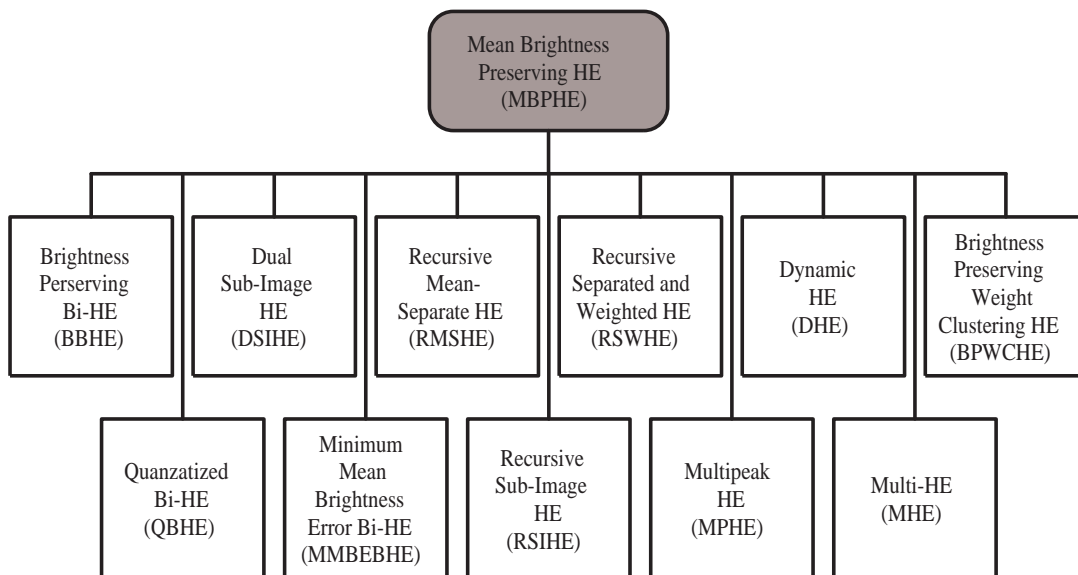 Mean Brightness
Preserving HE
(MBPHE)
Brightness
Perserving
Bi-HE
(BBHE)
Dual
Sub-Image
HE
(DSIHE)
Recursive
Mean-
Separate HE
(RMSHE)
Recursive
Separated and
Weighted HE
(RSWHE)
Dynamic
HE
(DHE)
Brightness
Preserving
Weight
Clustering HE
(BPWCHE)
Quanzatized
Bi-HE
(QBHE)
Minimum
Mean
Brightness
Error Bi-HE
(MMBEBHE)
Recursive
Sub-Image
HE
(RSIHE)
Multipeak
HE
(MPHE)
Multi-HE
(MHE)